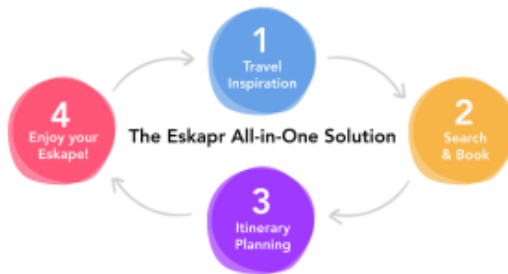 1
Travel
Inspiration
2
Search
& Book
The Eskapr All-in-One Solution
3
Itinerary
Planning
4
Enjoy your
Eskape!